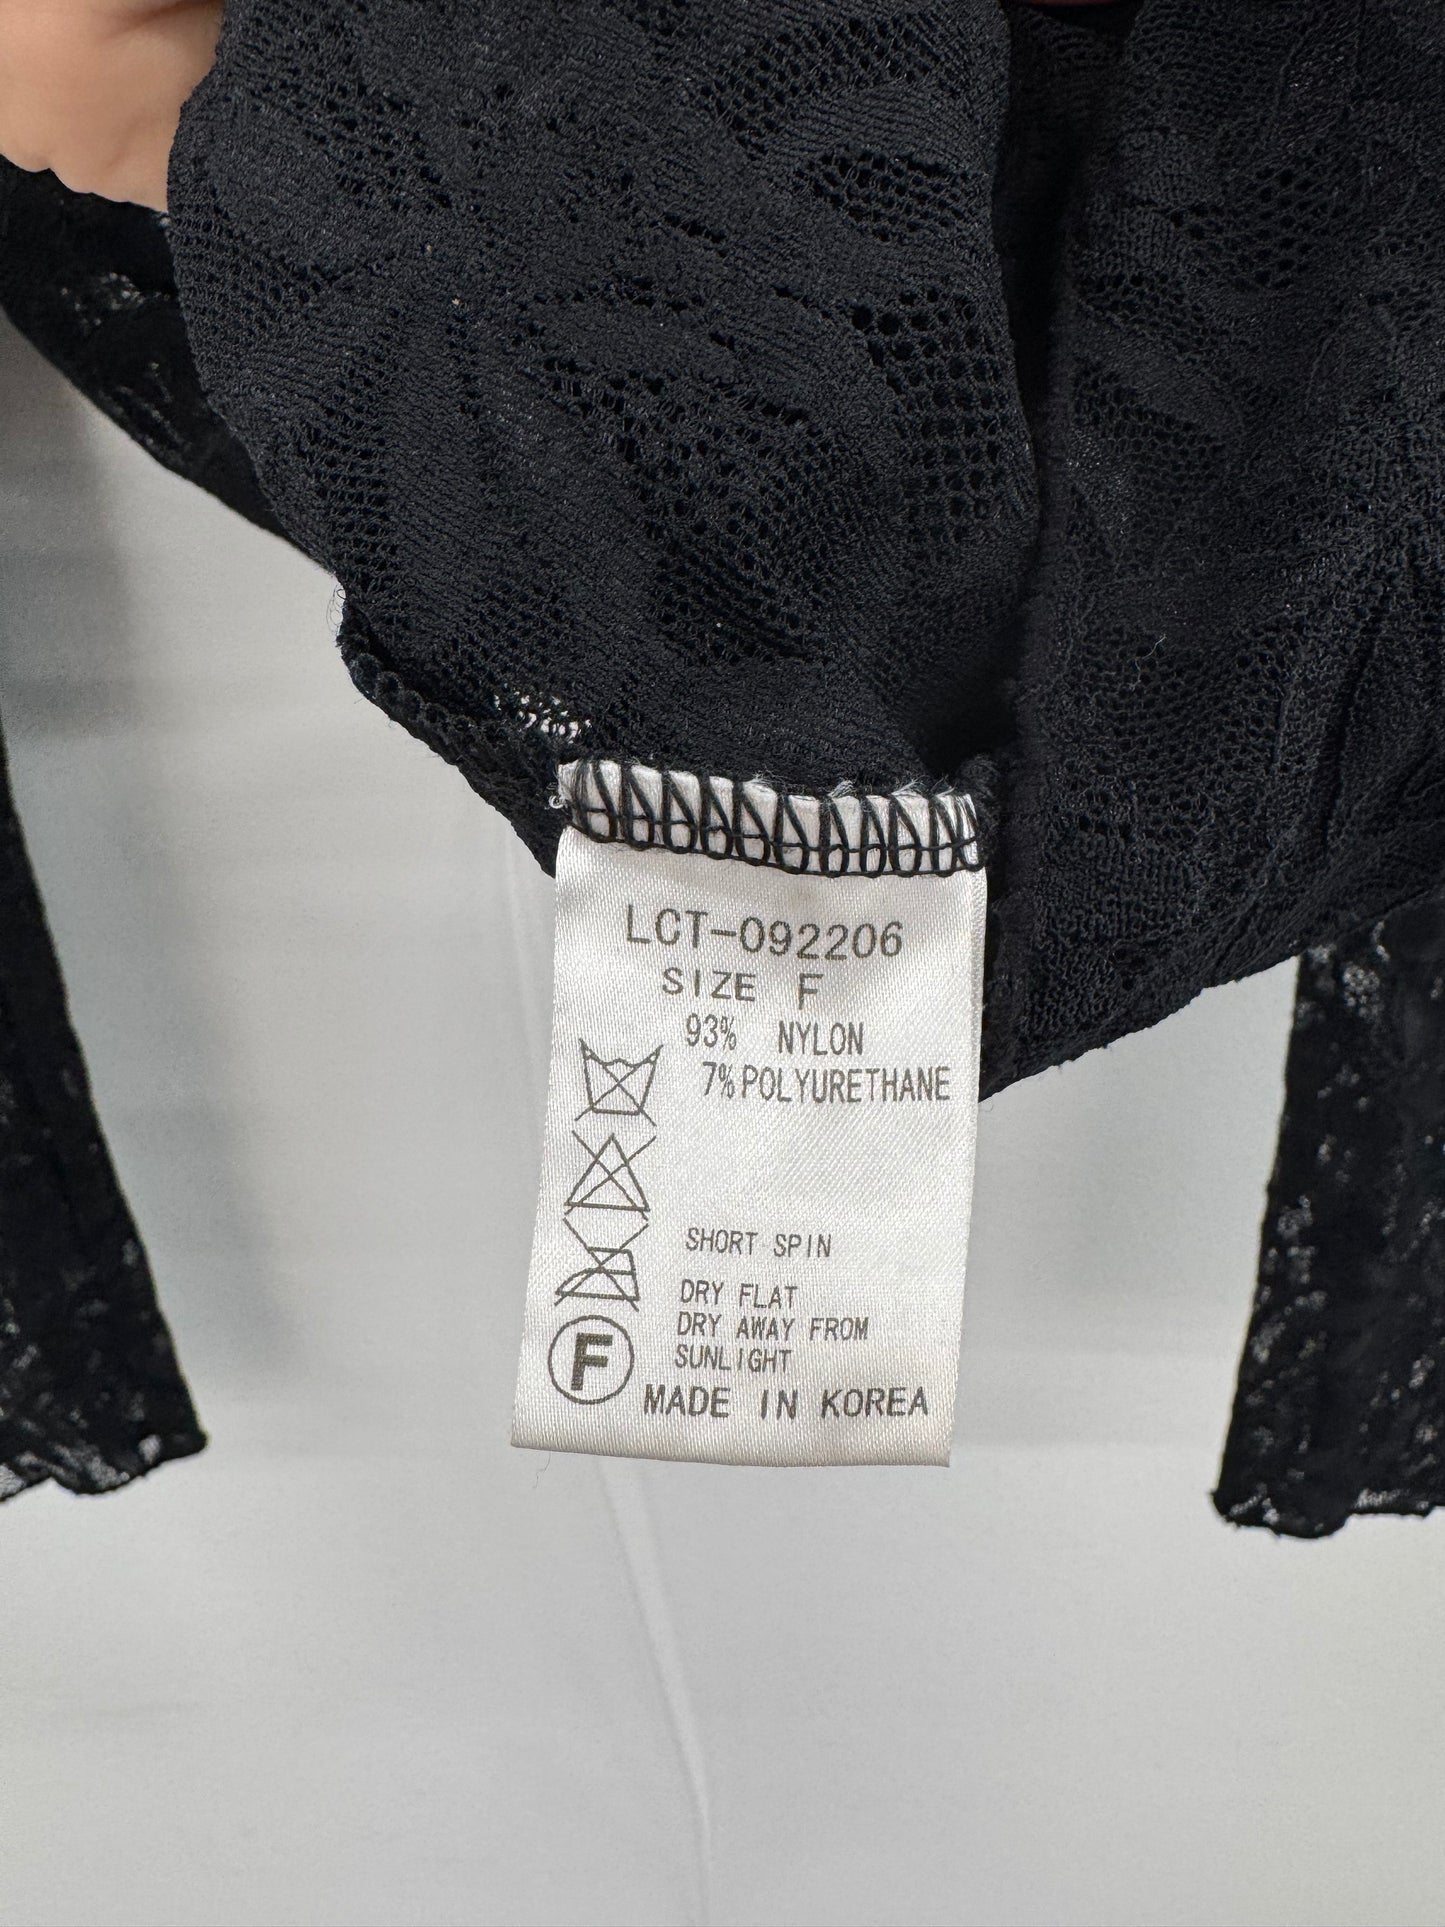 LCT-092206
SIZE F
93% NYLON
7% POLYURETHANE
SHORT SPIN
DRY FLAT
DRY AWAY FROM
SUNLIGHT
F
MADE IN KOREA